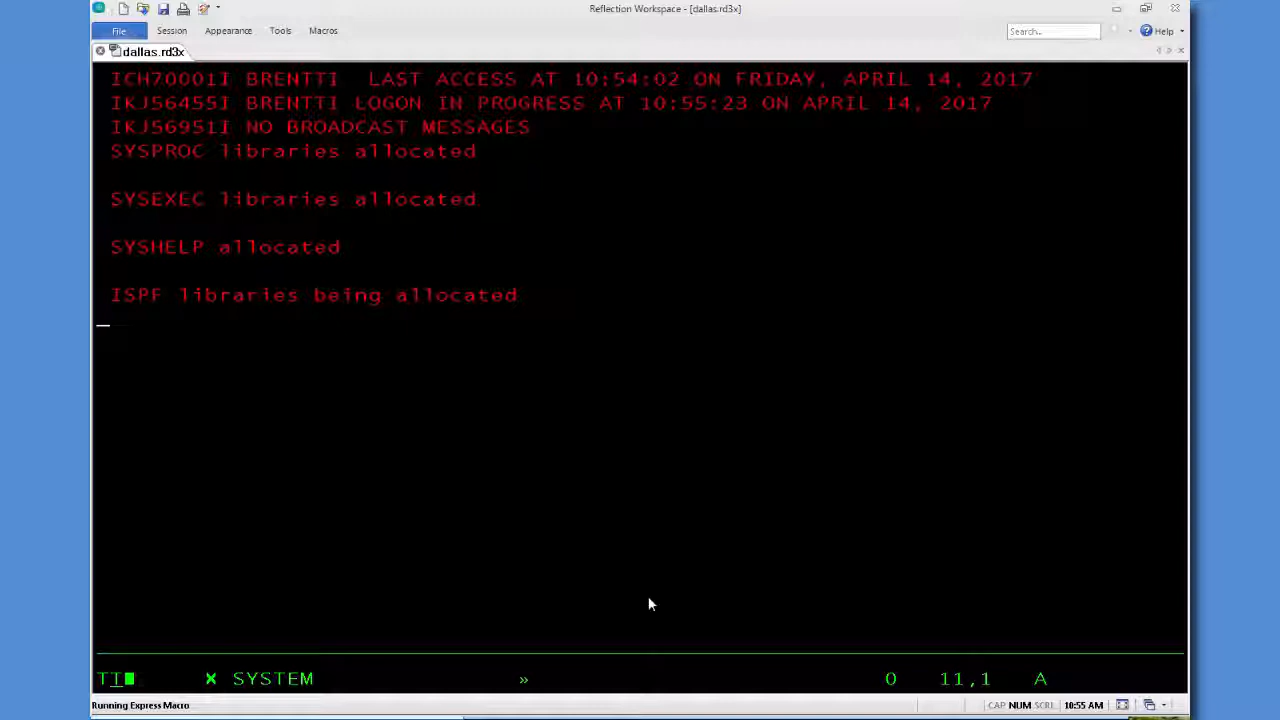 Reflection Workspace - [dallas.rd3x]
File Session Appearance Tools Macros Search... Help
dallas.rd3x
ICH70001I BRENTTI LAST ACCESS AT 10:54:02 ON FRIDAY, APRIL 14, 2017
IKJ56455I BRENTTI LOGON IN PROGRESS AT 10:55:23 ON APRIL 14, 2017
IKJ56951I NO BROADCAST MESSAGES
SYSPROC libraries allocated
SYSEXEC libraries allocated
SYSHELP allocated
ISPF libraries being allocated
X SYSTEM » O 11,1 A
Running Express Macro CAP NUM SCRL 10:55 AM